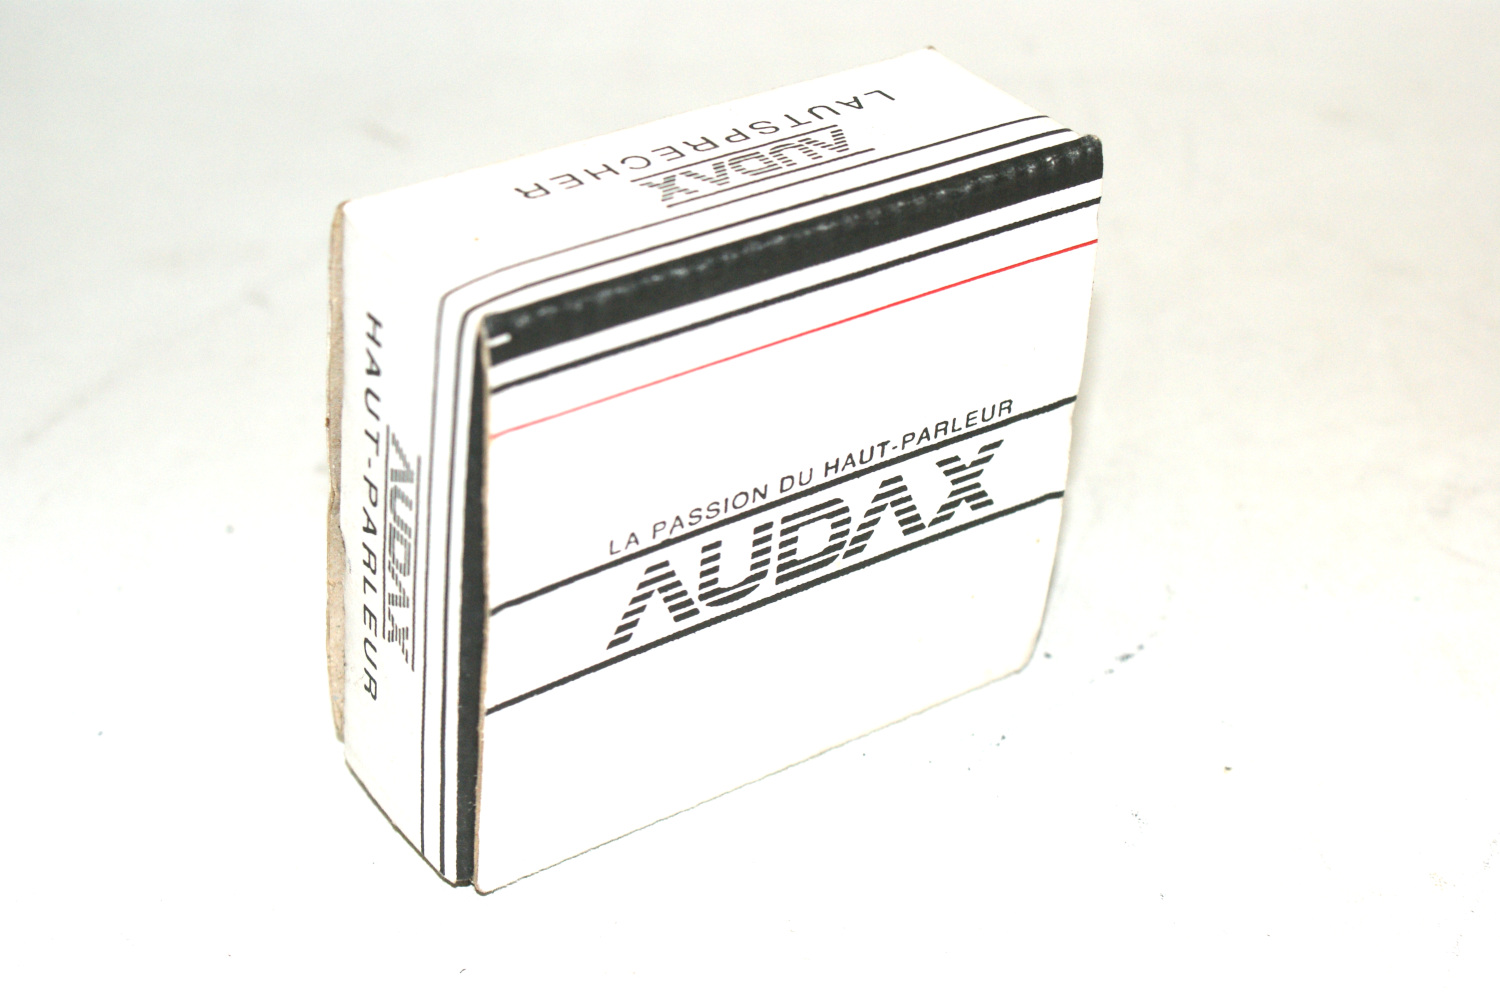 LAUTSPRECHER
AUDAX
HAUT-PARLEUR
AUDAX
LA PASSION DU HAUT-PARLEUR
AUDAX